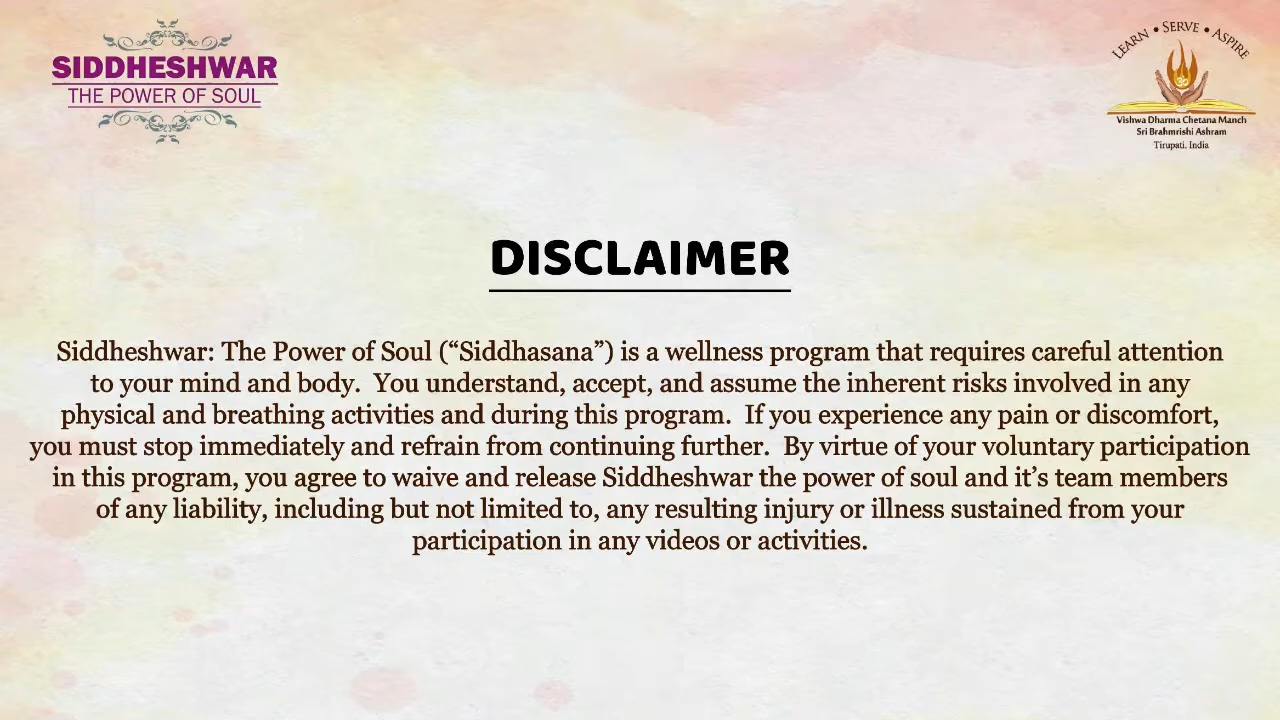 SIDDHESHWAR
THE POWER OF SOUL
LEARN • SERVE • ASPIRE
ॐ
Vishwa Dharma Chetana Manch
Sri Brahmrishi Ashram
Tirupati, India
DISCLAIMER
Siddheshwar: The Power of Soul (“Siddhasana”) is a wellness program that requires careful attention
to your mind and body.  You understand, accept, and assume the inherent risks involved in any
physical and breathing activities and during this program.  If you experience any pain or discomfort,
you must stop immediately and refrain from continuing further.  By virtue of your voluntary participation
in this program, you agree to waive and release Siddheshwar the power of soul and it’s team members
of any liability, including but not limited to, any resulting injury or illness sustained from your
participation in any videos or activities.